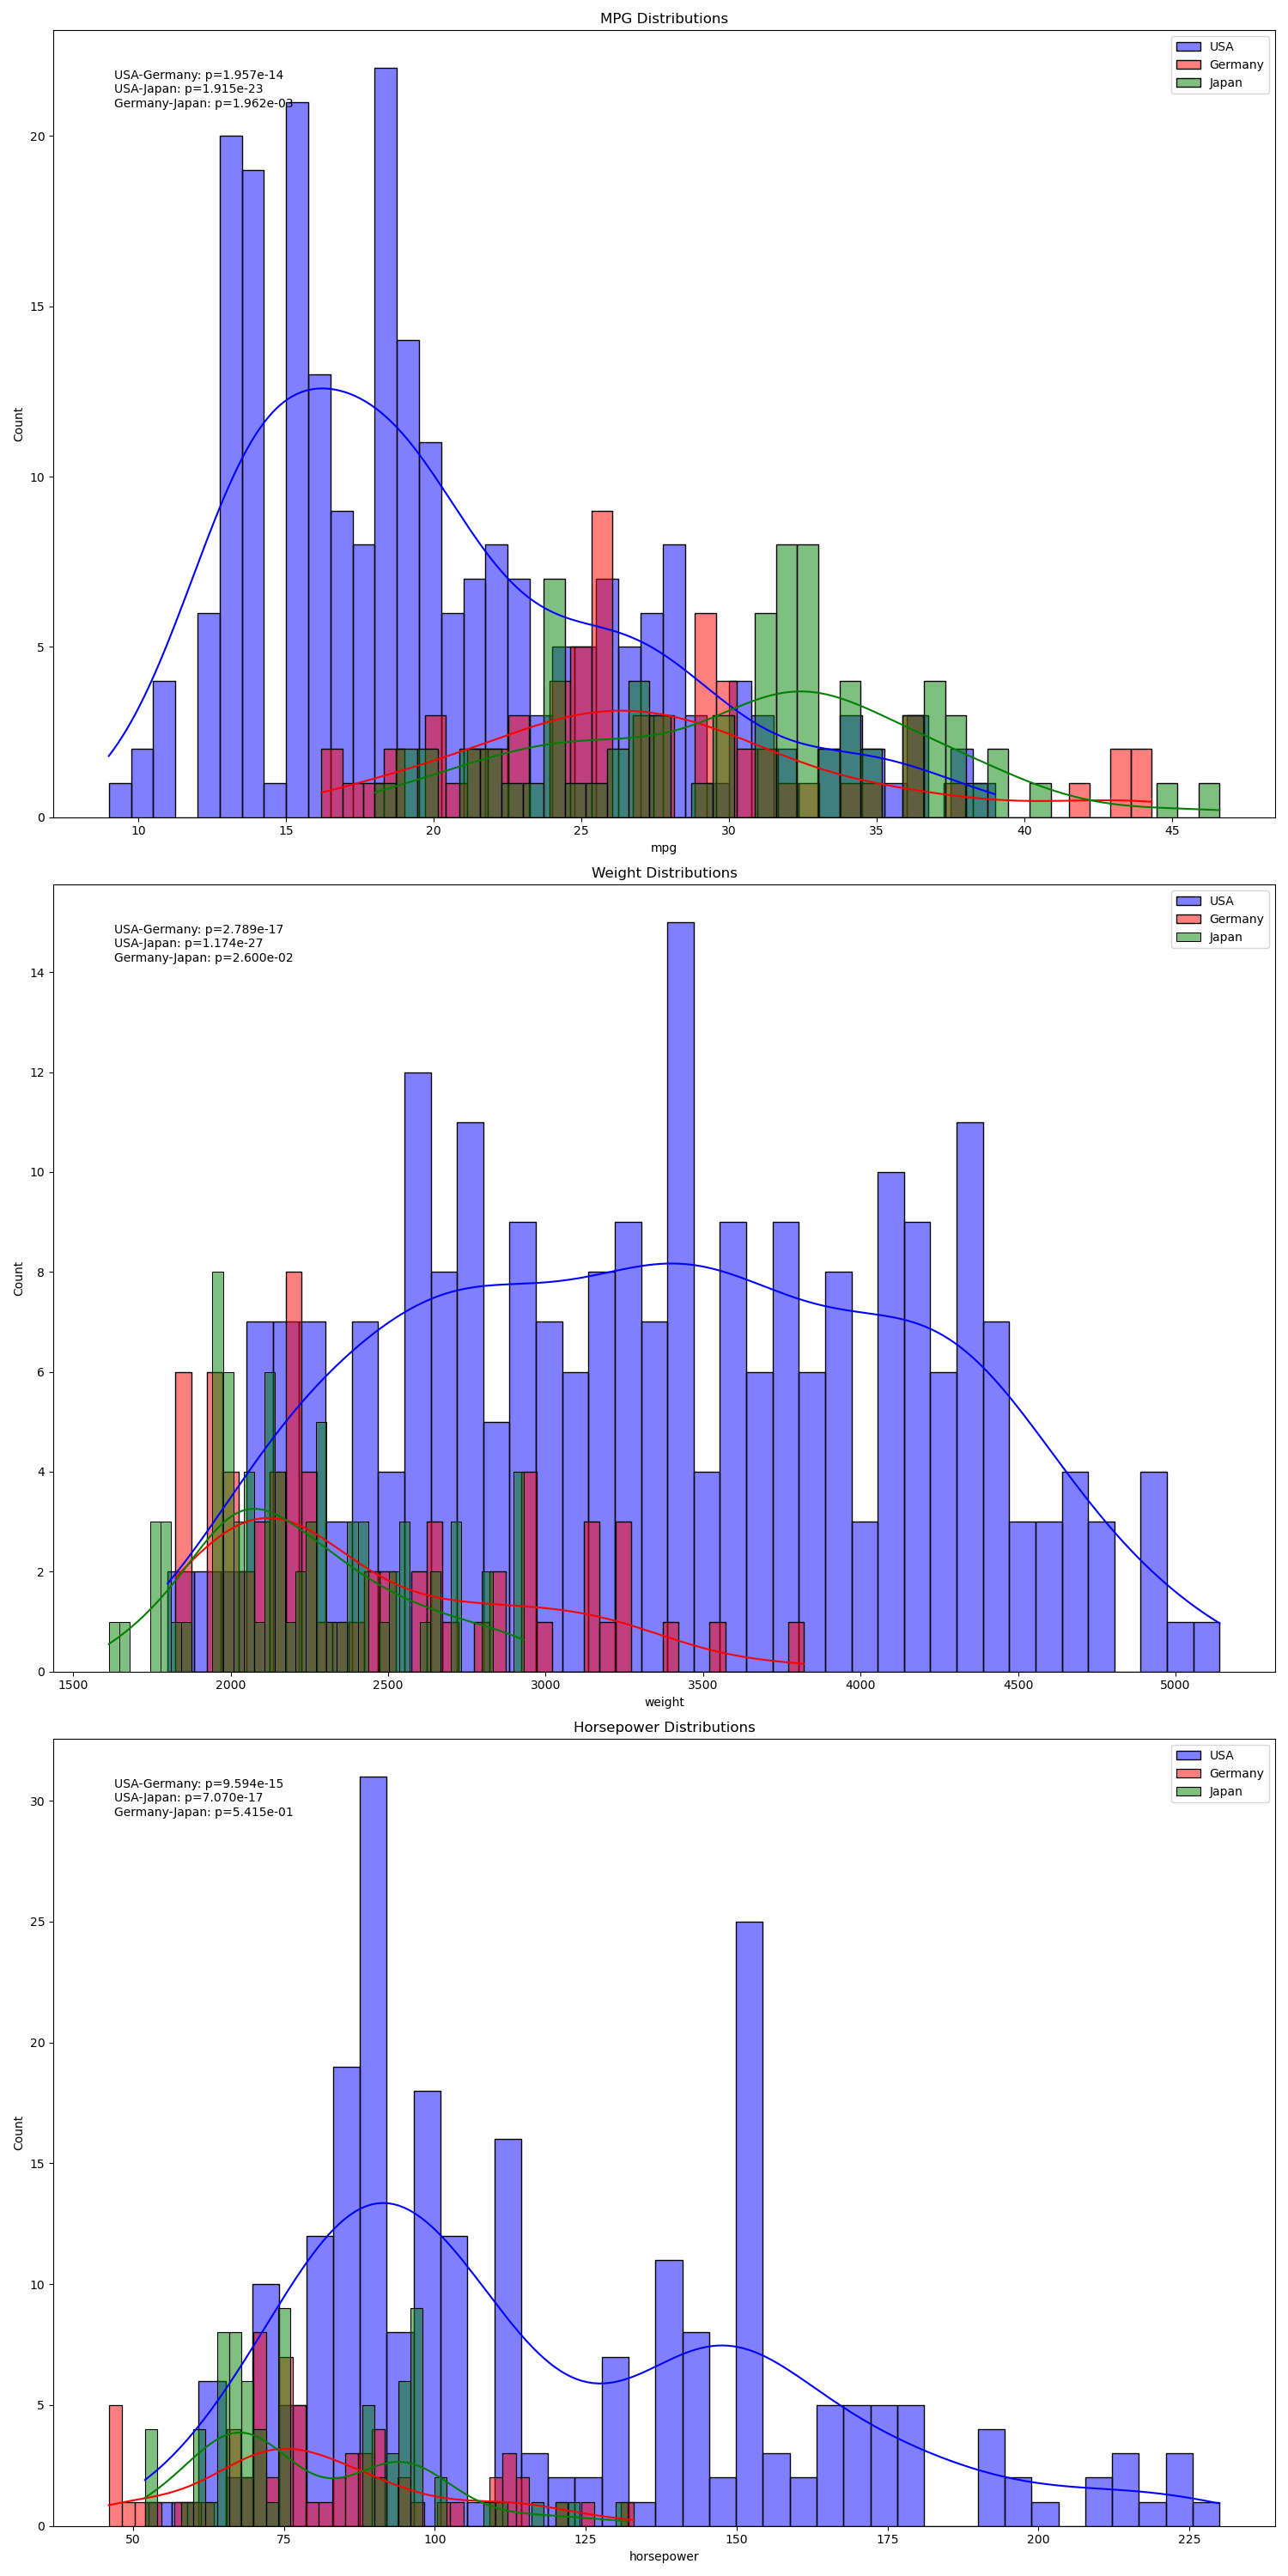 MPG Distributions
USA-Germany: p=1.957e-14
USA-Japan: p=1.915e-23
Germany-Japan: p=1.962e-03
USA
Germany
Japan
Count
20
15
10
5
0
10 15 20 25 30 35 40 45
mpg
Weight Distributions
USA-Germany: p=2.789e-17
USA-Japan: p=1.174e-27
Germany-Japan: p=2.600e-02
USA
Germany
Japan
Count
14
12
10
8
6
4
2
0
1500 2000 2500 3000 3500 4000 4500 5000
weight
Horsepower Distributions
USA-Germany: p=9.594e-15
USA-Japan: p=7.070e-17
Germany-Japan: p=5.415e-01
USA
Germany
Japan
Count
30
25
20
15
10
5
0
50 75 100 125 150 175 200 225
horsepower